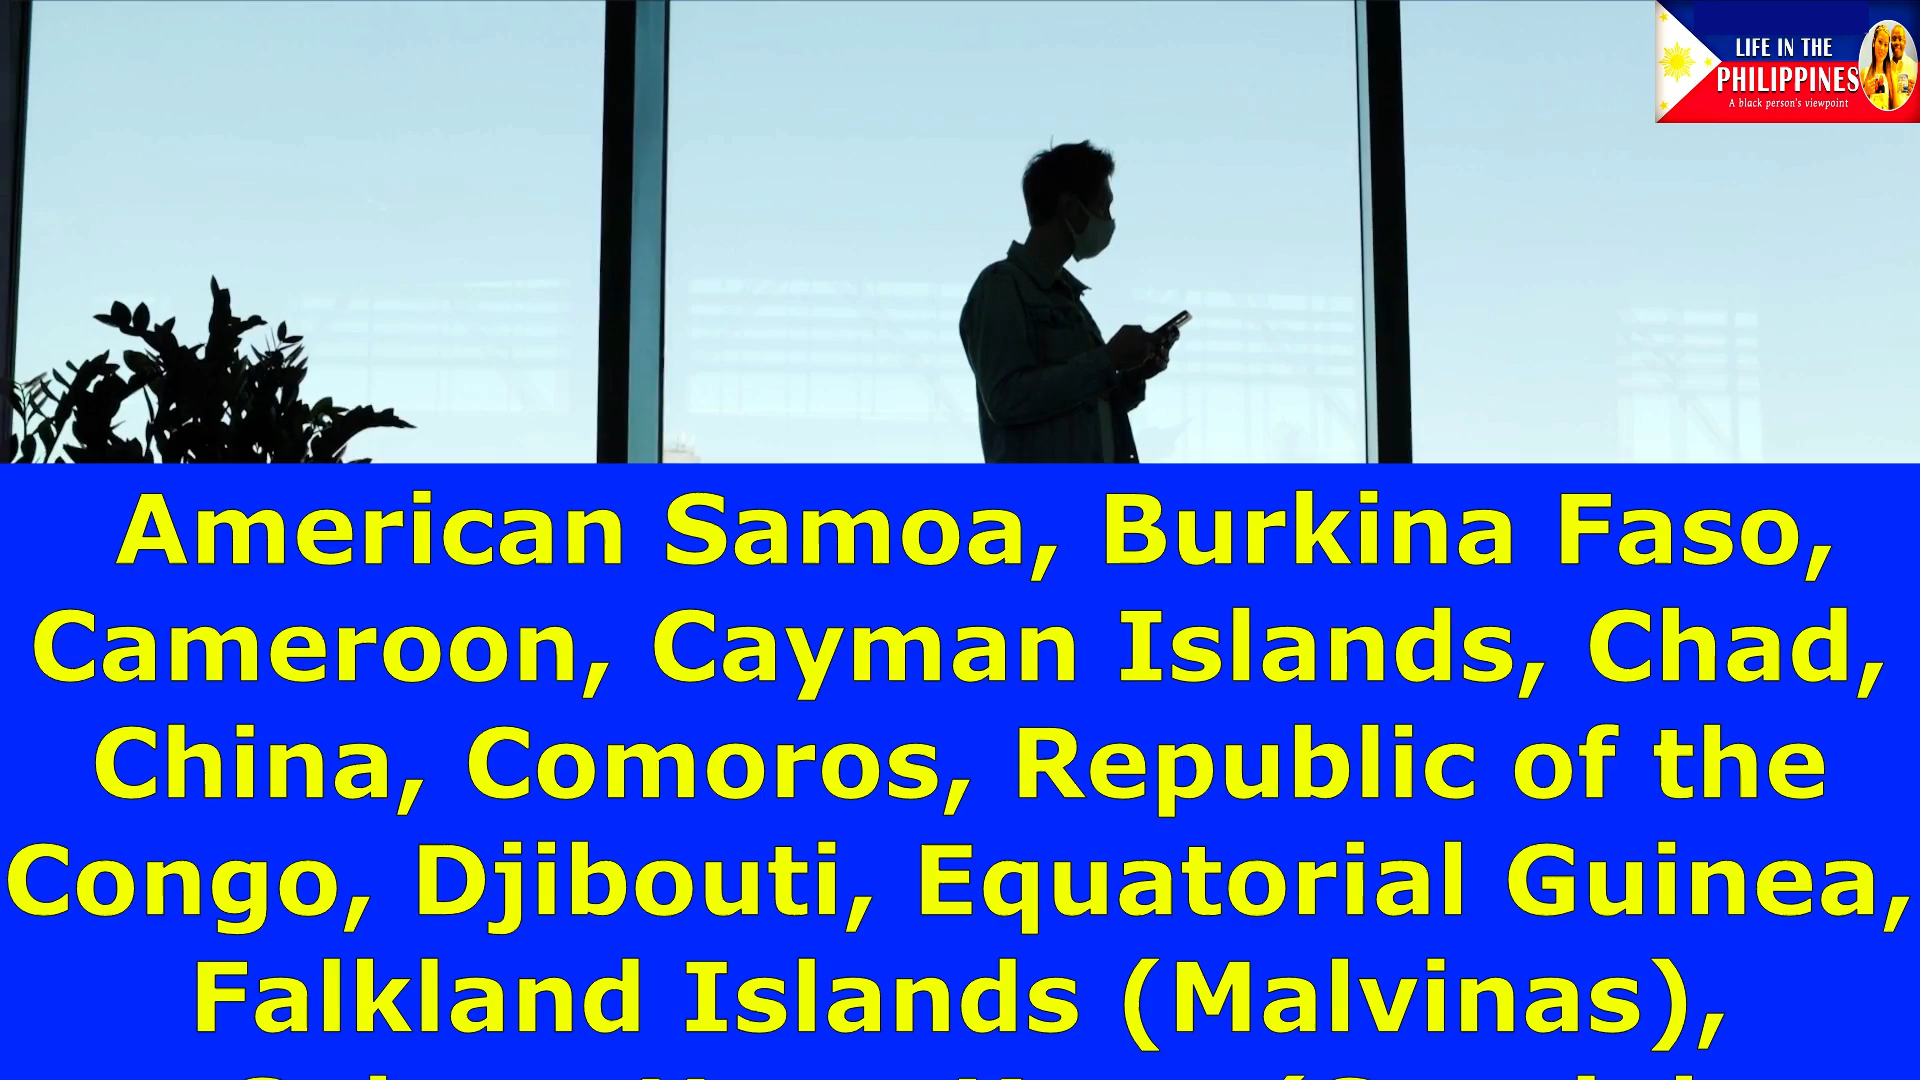 LIFE IN THE
PHILIPPINES
A black person's viewpoint
American Samoa, Burkina Faso,
Cameroon, Cayman Islands, Chad,
China, Comoros, Republic of the
Congo, Djibouti, Equatorial Guinea,
Falkland Islands (Malvinas),